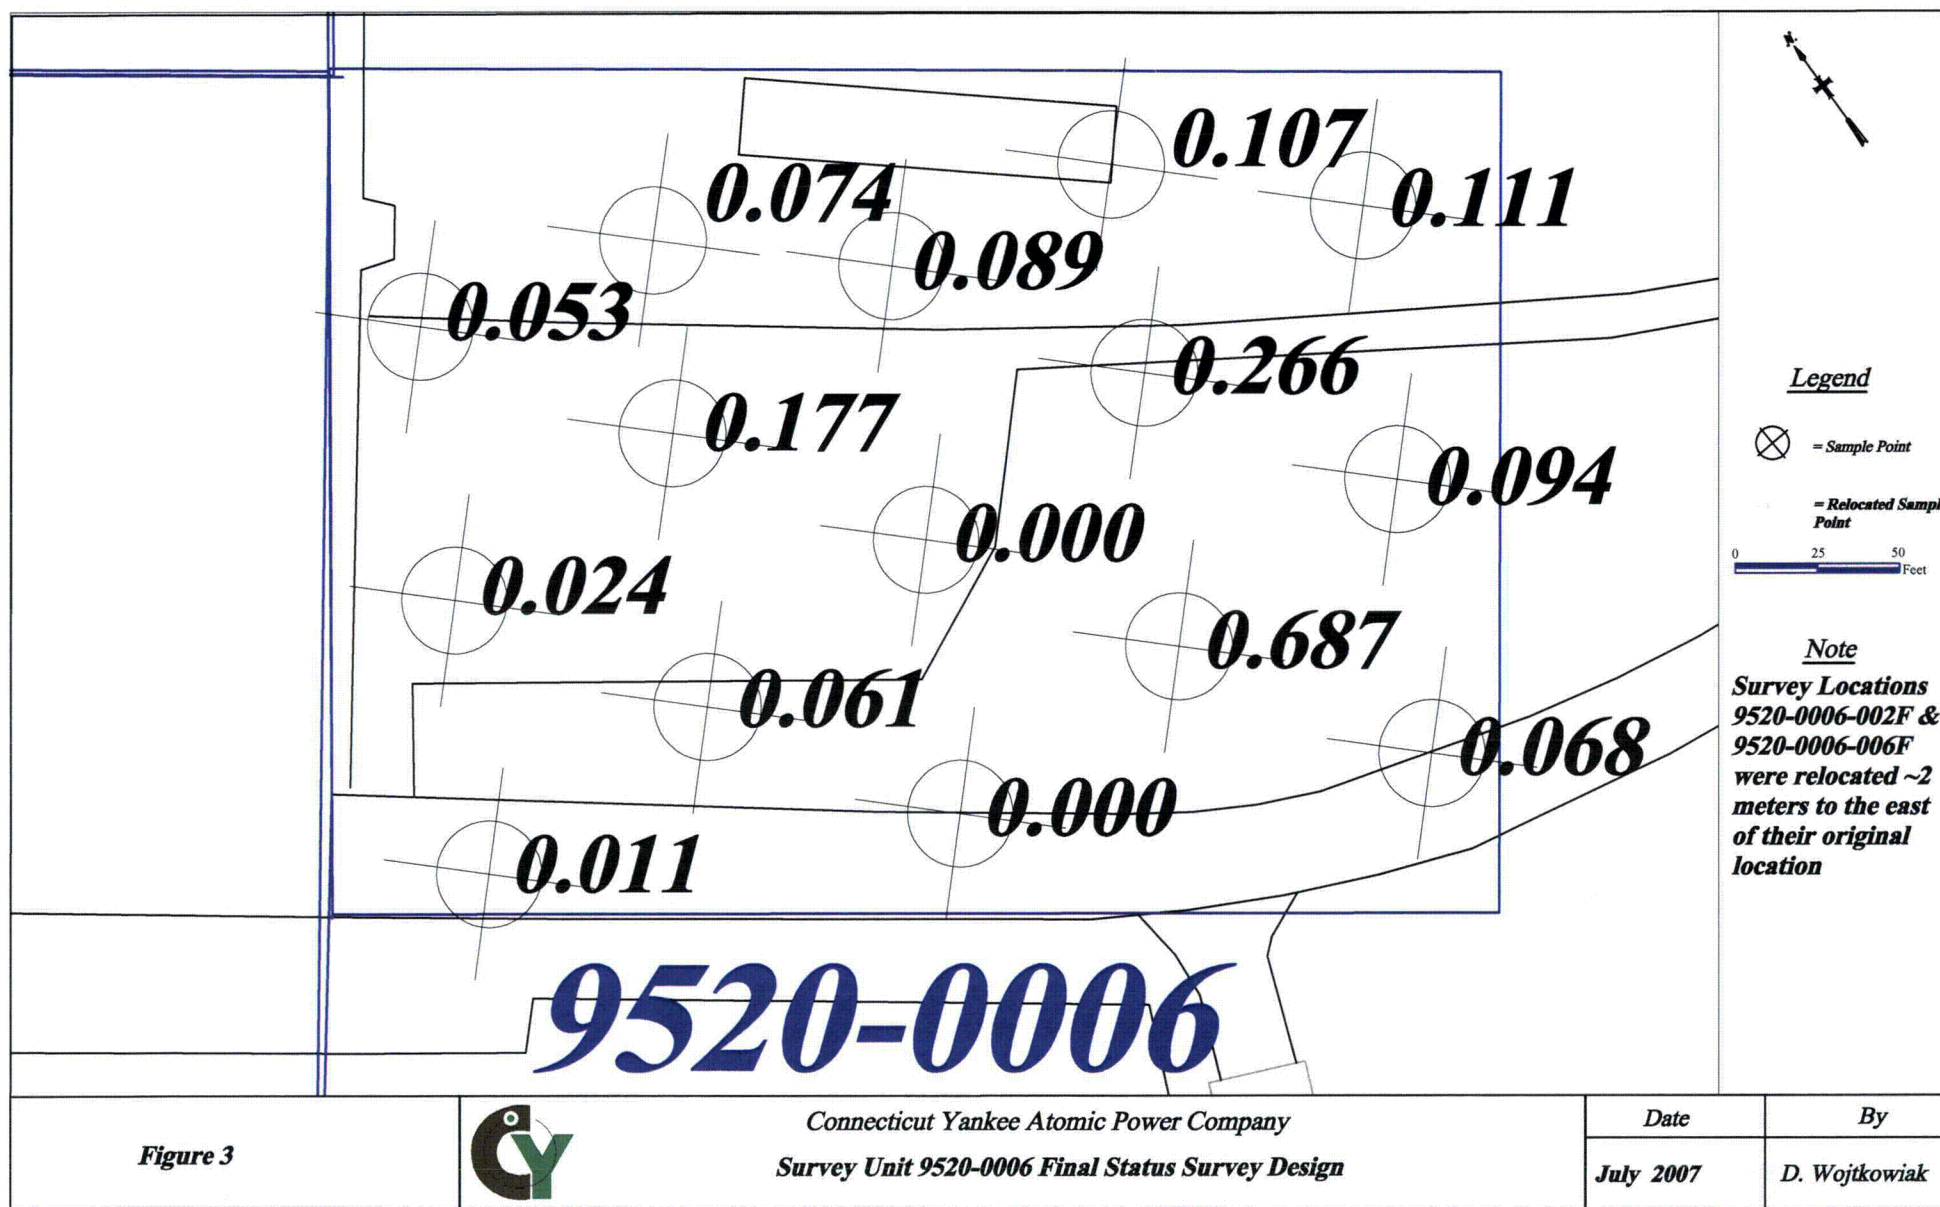 N.
0.107
0.074
0.111
0.089
0.053
0.266
0.177
0.094
0.000
0.024
0.687
0.061
0.068
0.000
0.011
9520-0006
Legend
= Sample Point
= Relocated Sampl
Point
0 25 50
Feet
Note
Survey Locations
9520-0006-002F &
9520-0006-006F
were relocated ~2
meters to the east
of their original
location
Figure 3
CY
Connecticut Yankee Atomic Power Company
Survey Unit 9520-0006 Final Status Survey Design
Date
By
July 2007
D. Wojtkowiak